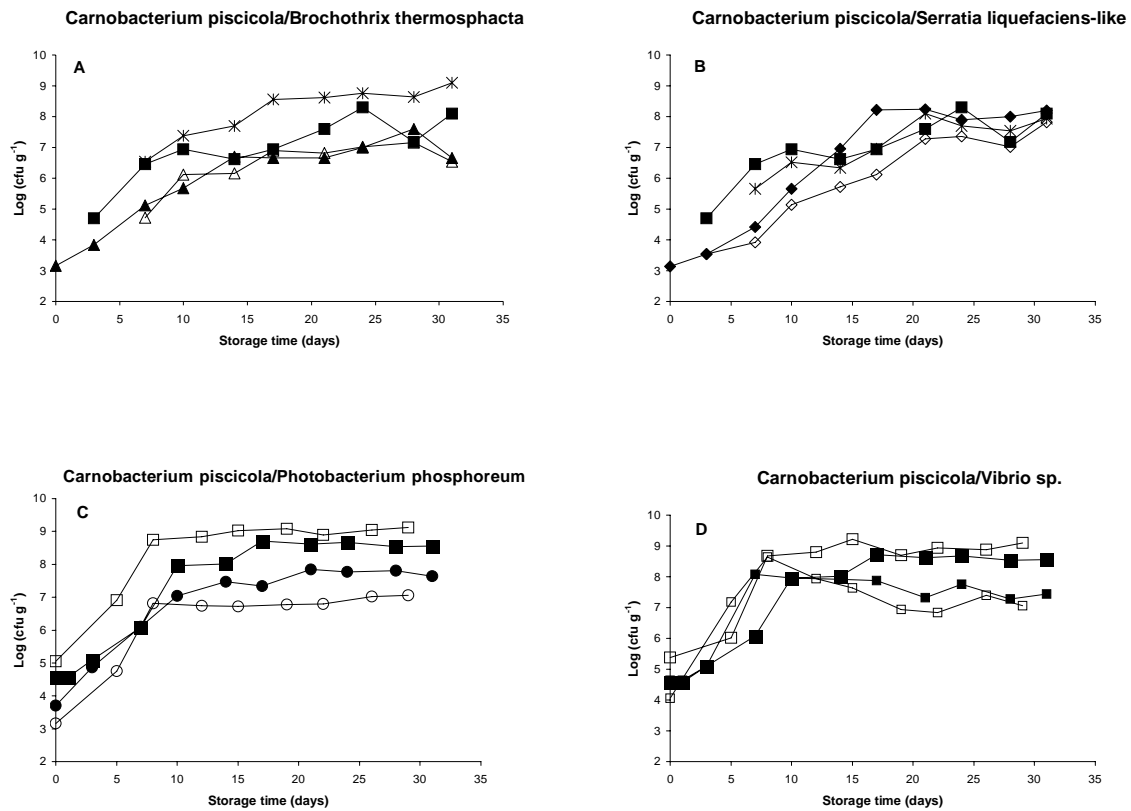 Carnobacterium piscicola/Brochothrix thermosphacta
A
10
9
8
7
6
5
4
3
2
Log (cfu g-1)
0 5 10 15 20 25 30 35
Storage time (days)
Carnobacterium piscicola/Serratia liquefaciens-like
B
10
9
8
7
6
5
4
3
2
Log (cfu g-1)
0 5 10 15 20 25 30 35
Storage time (days)
Carnobacterium piscicola/Photobacterium phosphoreum
C
10
9
8
7
6
5
4
3
2
Log (cfu g-1)
0 5 10 15 20 25 30 35
Storage time (days)
Carnobacterium piscicola/Vibrio sp.
D
10
9
8
7
6
5
4
3
2
Log (cfu g-1)
0 5 10 15 20 25 30 35
Storage time (days)